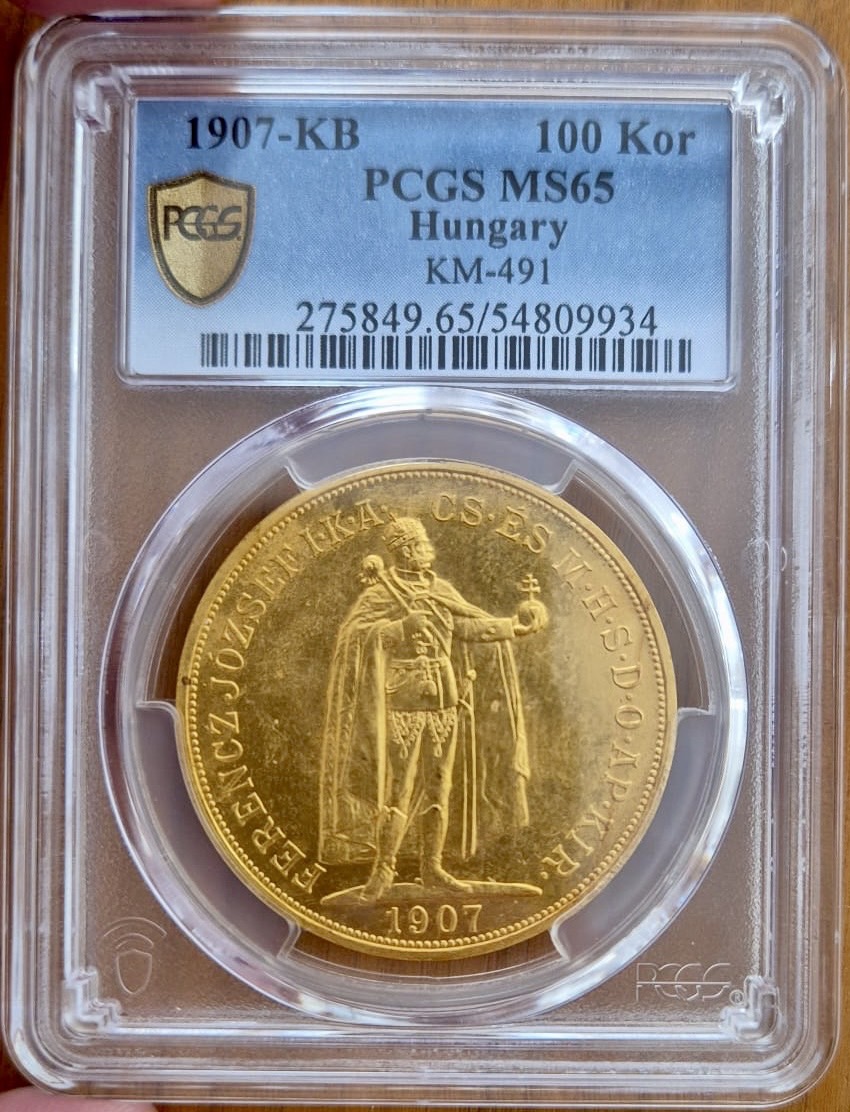 1907-KB 100 Kor
PCGS MS65
PCGS Hungary
KM-491
275849.65/54809934
FERENCZ JÓZSEF I·K·A· CS·ÉS M·H·S·D·O·AP·KIR·
1907
PCGS